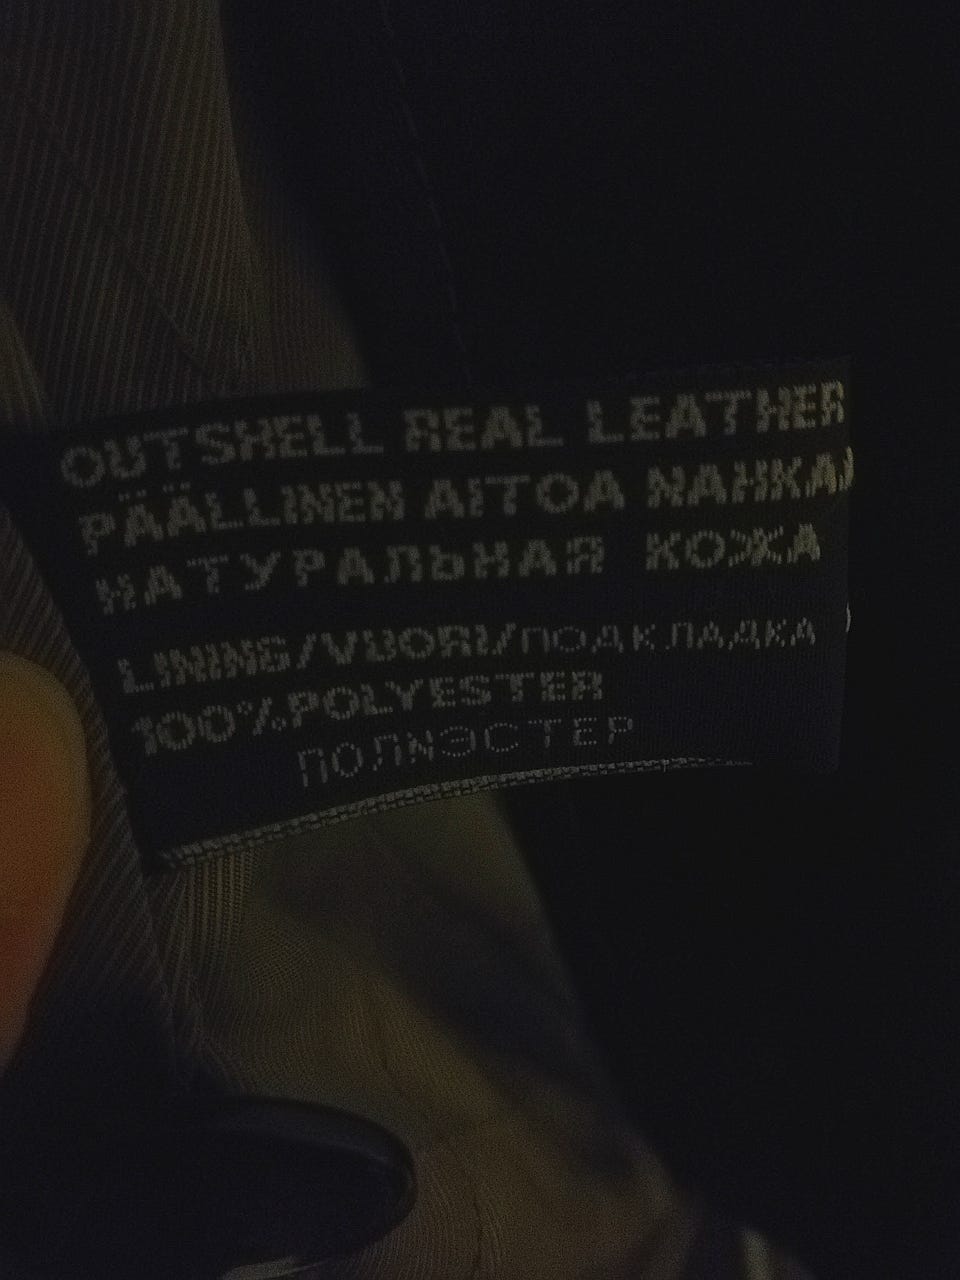 OUTSHELL REAL LEATHER
PÄÄLLINEN AITOA NAHKAA
НАТУРАЛЬНАЯ КОЖА
LINING/VUORI/ПОДКЛАДКА
100%POLYESTER
ПОЛИЭСТЕР